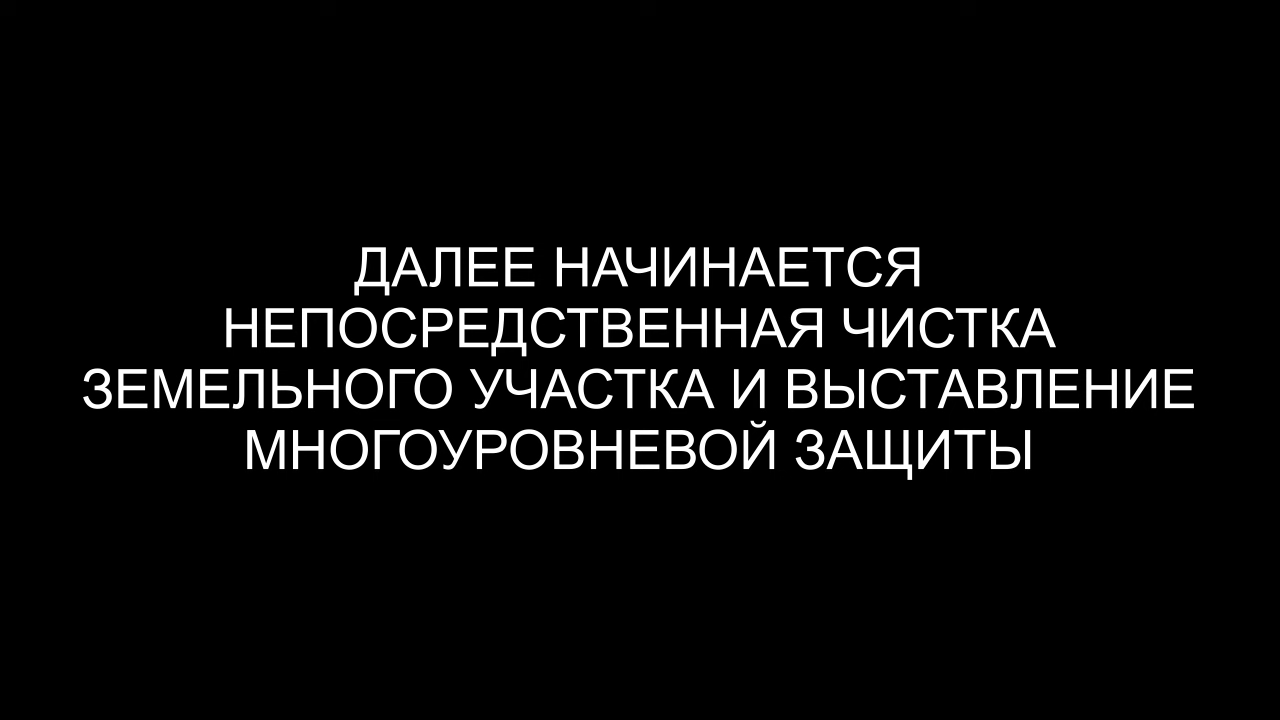 ДАЛЕЕ НАЧИНАЕТСЯ
НЕПОСРЕДСТВЕННАЯ ЧИСТКА
ЗЕМЕЛЬНОГО УЧАСТКА И ВЫСТАВЛЕНИЕ
МНОГОУРОВНЕВОЙ ЗАЩИТЫ